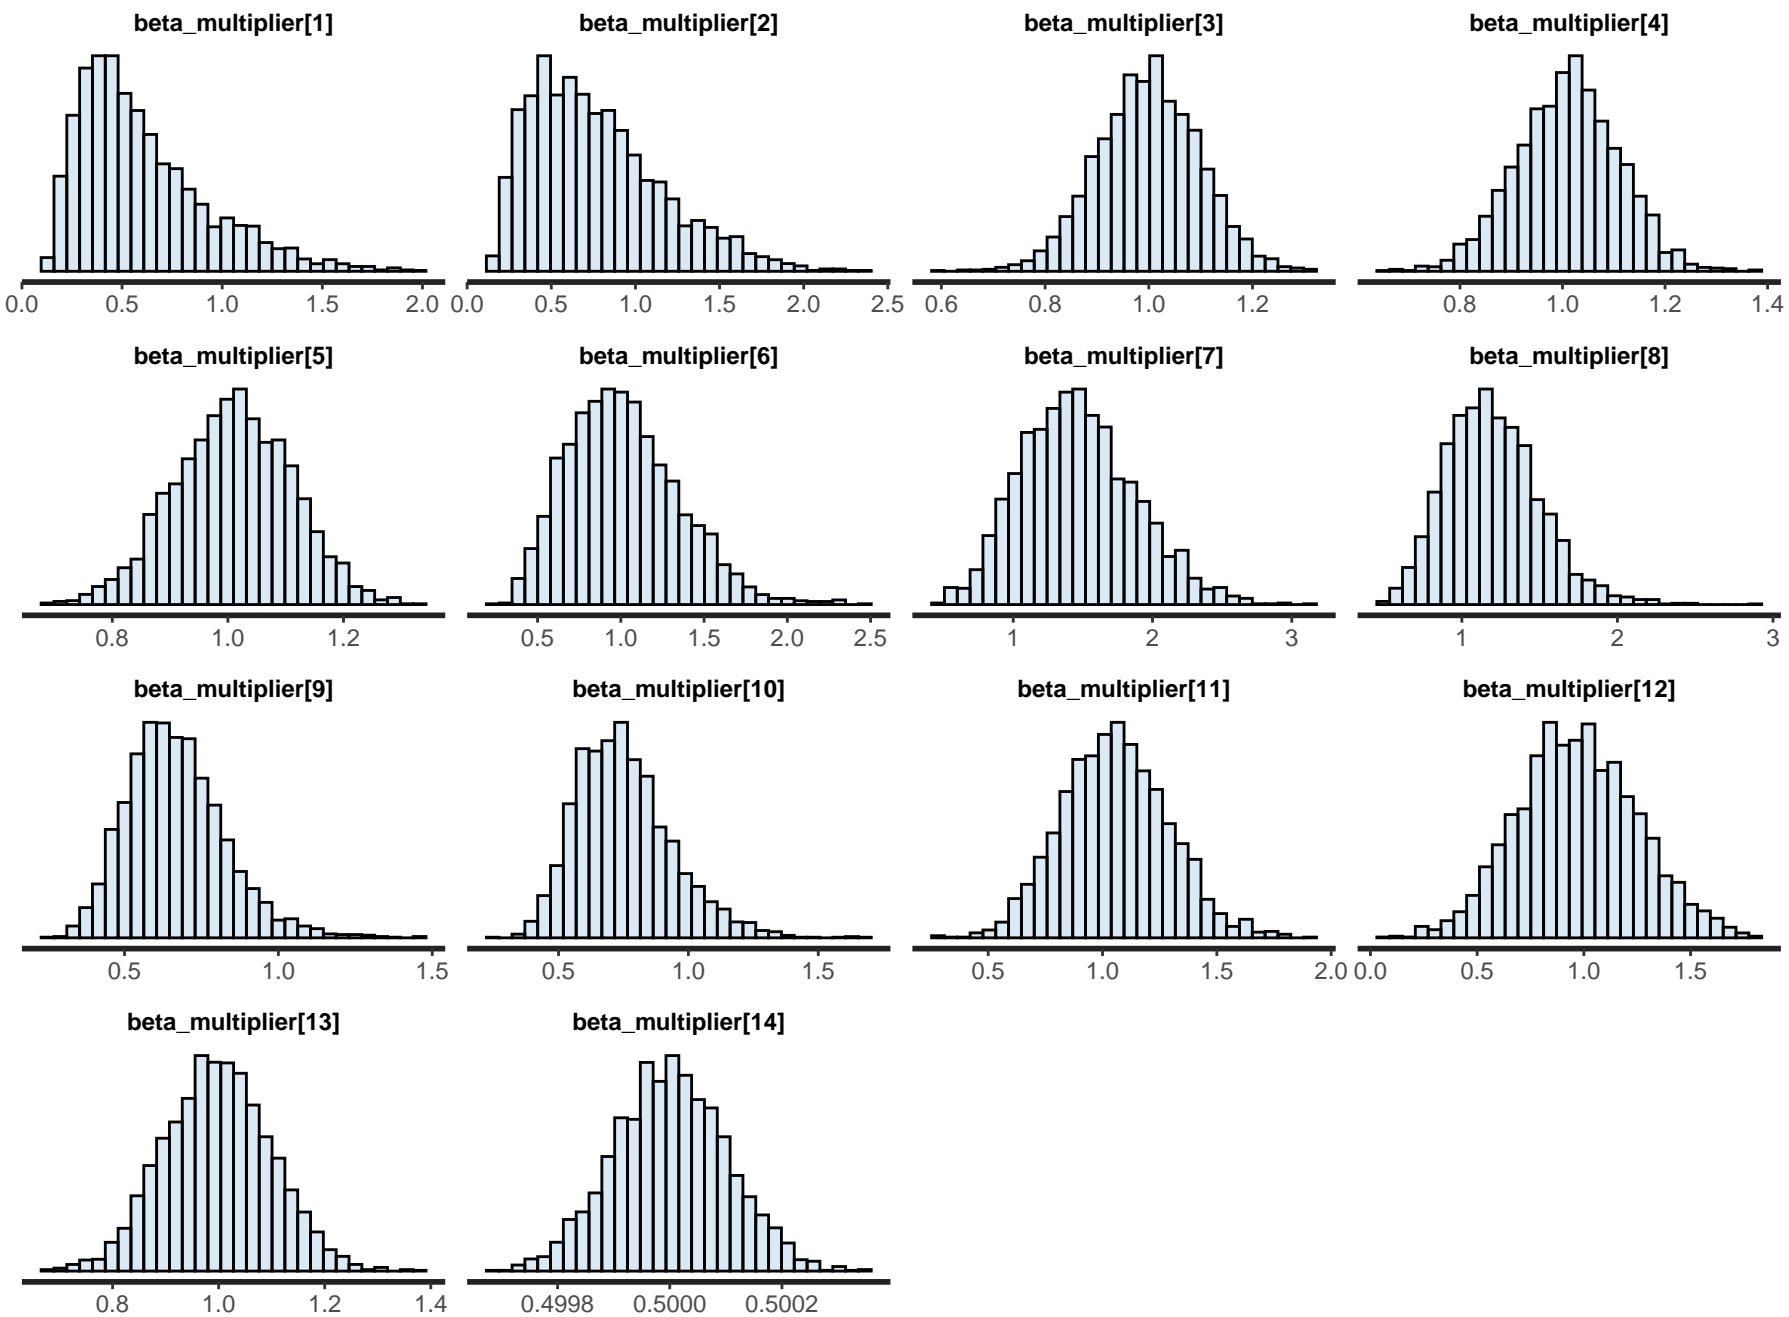 beta_multiplier[1] beta_multiplier[2] beta_multiplier[3] beta_multiplier[4]
0.0 0.5 1.0 1.5 2.0 0.0 0.5 1.0 1.5 2.0 2.5 0.6 0.8 1.0 1.2 0.8 1.0 1.2 1.4
beta_multiplier[5] beta_multiplier[6] beta_multiplier[7] beta_multiplier[8]
0.8 1.0 1.2 0.5 1.0 1.5 2.0 2.5 1 2 3 1 2 3
beta_multiplier[9] beta_multiplier[10] beta_multiplier[11] beta_multiplier[12]
0.5 1.0 1.5 0.5 1.0 1.5 0.5 1.0 1.5 2.0 0.0 0.5 1.0 1.5
beta_multiplier[13] beta_multiplier[14]
0.8 1.0 1.2 1.4 0.4998 0.5000 0.5002